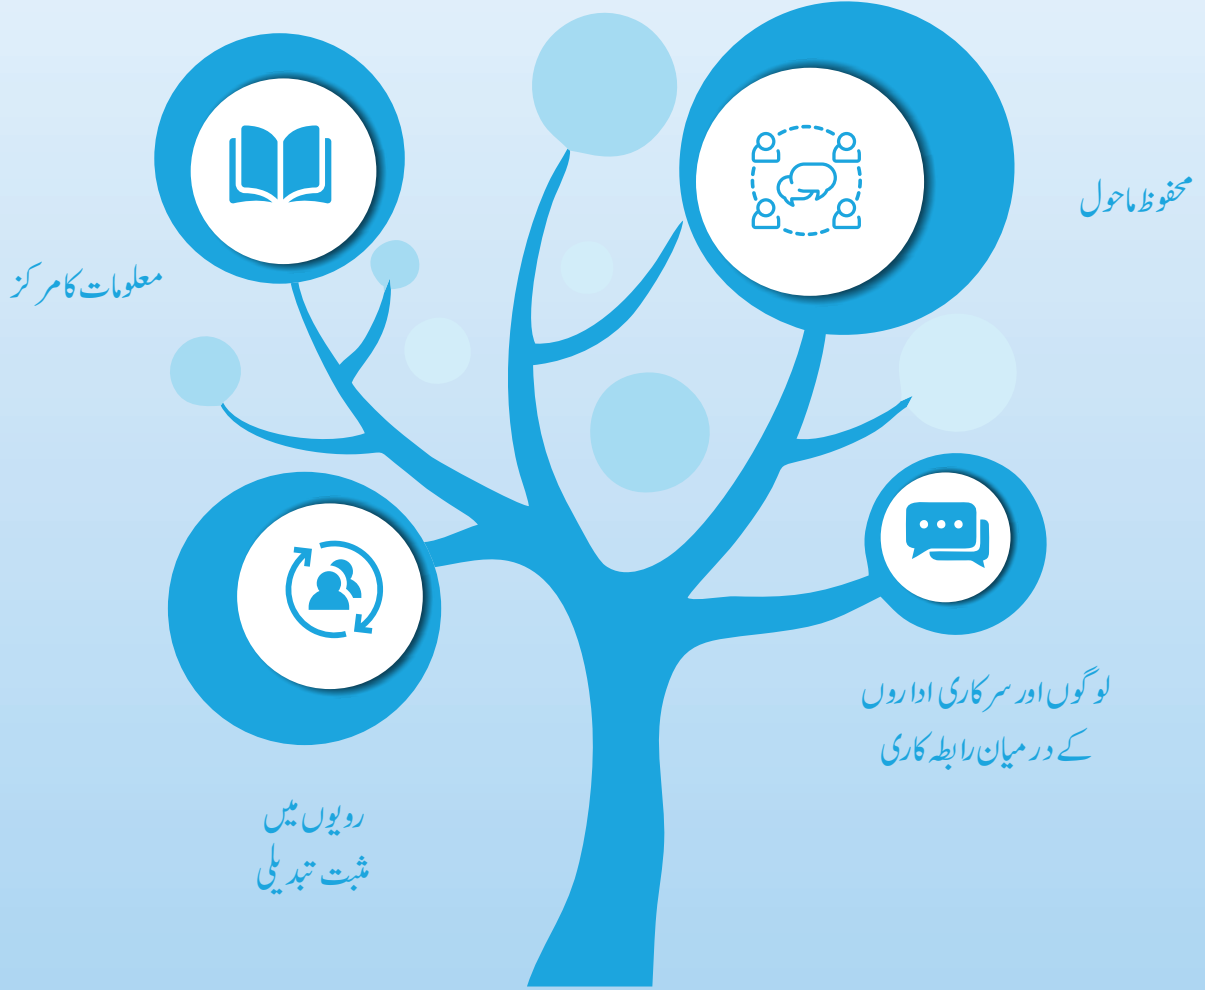 محفوظ ماحول
معلومات کا مرکز
لوگوں اور سرکاری اداروں
کے درمیان رابطہ کاری
رویوں میں
مثبت تبدیلی